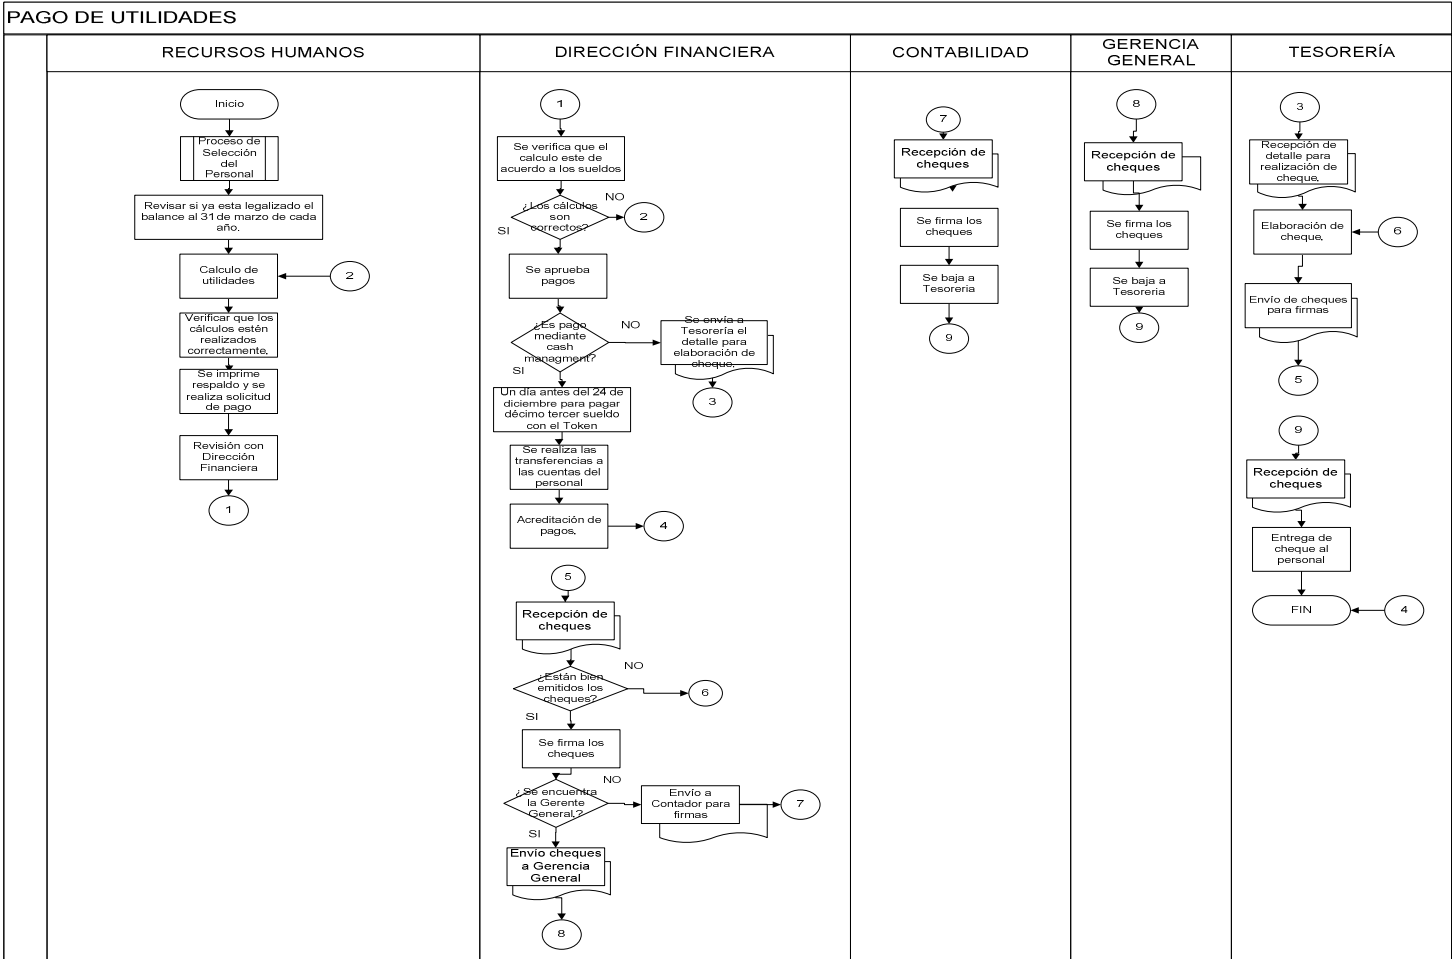 PAGO DE UTILIDADES
RECURSOS HUMANOS
Inicio
Proceso de
Selección
del
Personal
Revisar si ya esta legalizado el
balance al 31 de marzo de cada
año.
Calculo de
utilidades
2
Verificar que los
cálculos estén
realizados
correctamente.
Se imprime
respaldo y se
realiza solicitud
de pago
Revisión con
Dirección
Financiera
1
DIRECCIÓN FINANCIERA
1
Se verifica que el
calculo este de
acuerdo a los sueldos
¿Los cálculos
son
correctos?
NO
2
SI
Se aprueba
pagos
¿Es pago
mediante
cash
managment?
NO
Se envía a
Tesorería el
detalle para
elaboración de
cheque.
3
SI
Un día antes del 24 de
diciembre para pagar
décimo tercer sueldo
con el Token
Se realiza las
transferencias a
las cuentas del
personal
Acreditación de
pagos.
4
5
Recepción de
cheques
¿Están bien
emitidos los
cheques?
NO
6
SI
Se firma los
cheques
¿Se encuentra
la Gerente
General.?
NO
Envío a
Contador para
firmas
7
SI
Envío cheques
a Gerencia
General
8
CONTABILIDAD
7
Recepción de
cheques
Se firma los
cheques
Se baja a
Tesoreria
9
GERENCIA
GENERAL
8
Recepción de
cheques
Se firma los
cheques
Se baja a
Tesoreria
9
TESORERÍA
3
Recepción de
detalle para
realización de
cheque.
Elaboración de
cheque.
6
Envío de cheques
para firmas
5
9
Recepción de
cheques
Entrega de
cheque al
personal
FIN
4